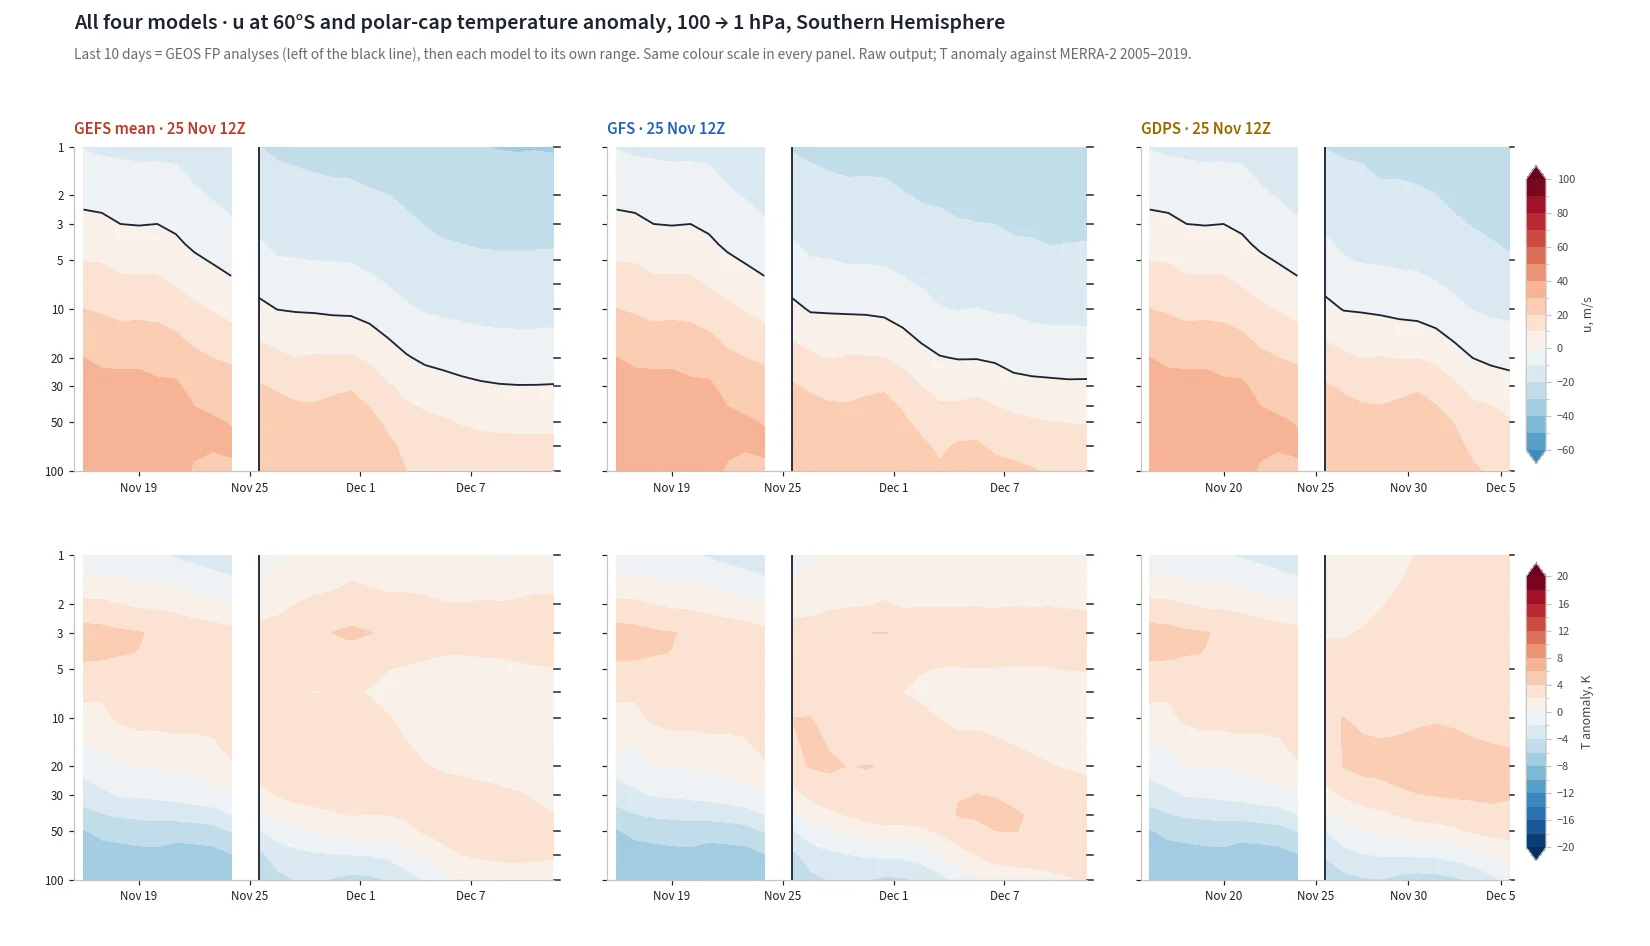 All four models · u at 60°S and polar-cap temperature anomaly, 100 → 1 hPa, Southern Hemisphere
Last 10 days = GEOS FP analyses (left of the black line), then each model to its own range. Same colour scale in every panel. Raw output; T anomaly against MERRA-2 2005–2019.
GEFS mean · 25 Nov 12Z
GFS · 25 Nov 12Z
GDPS · 25 Nov 12Z
1
2
3
5
10
20
30
50
100
Nov 19
Nov 25
Dec 1
Dec 7
Nov 19
Nov 25
Dec 1
Dec 7
Nov 20
Nov 25
Nov 30
Dec 5
100
80
60
40
20
0
−20
−40
−60
u, m/s
1
2
3
5
10
20
30
50
100
Nov 19
Nov 25
Dec 1
Dec 7
Nov 19
Nov 25
Dec 1
Dec 7
Nov 20
Nov 25
Nov 30
Dec 5
20
16
12
8
4
0
−4
−8
−12
−16
−20
T anomaly, K